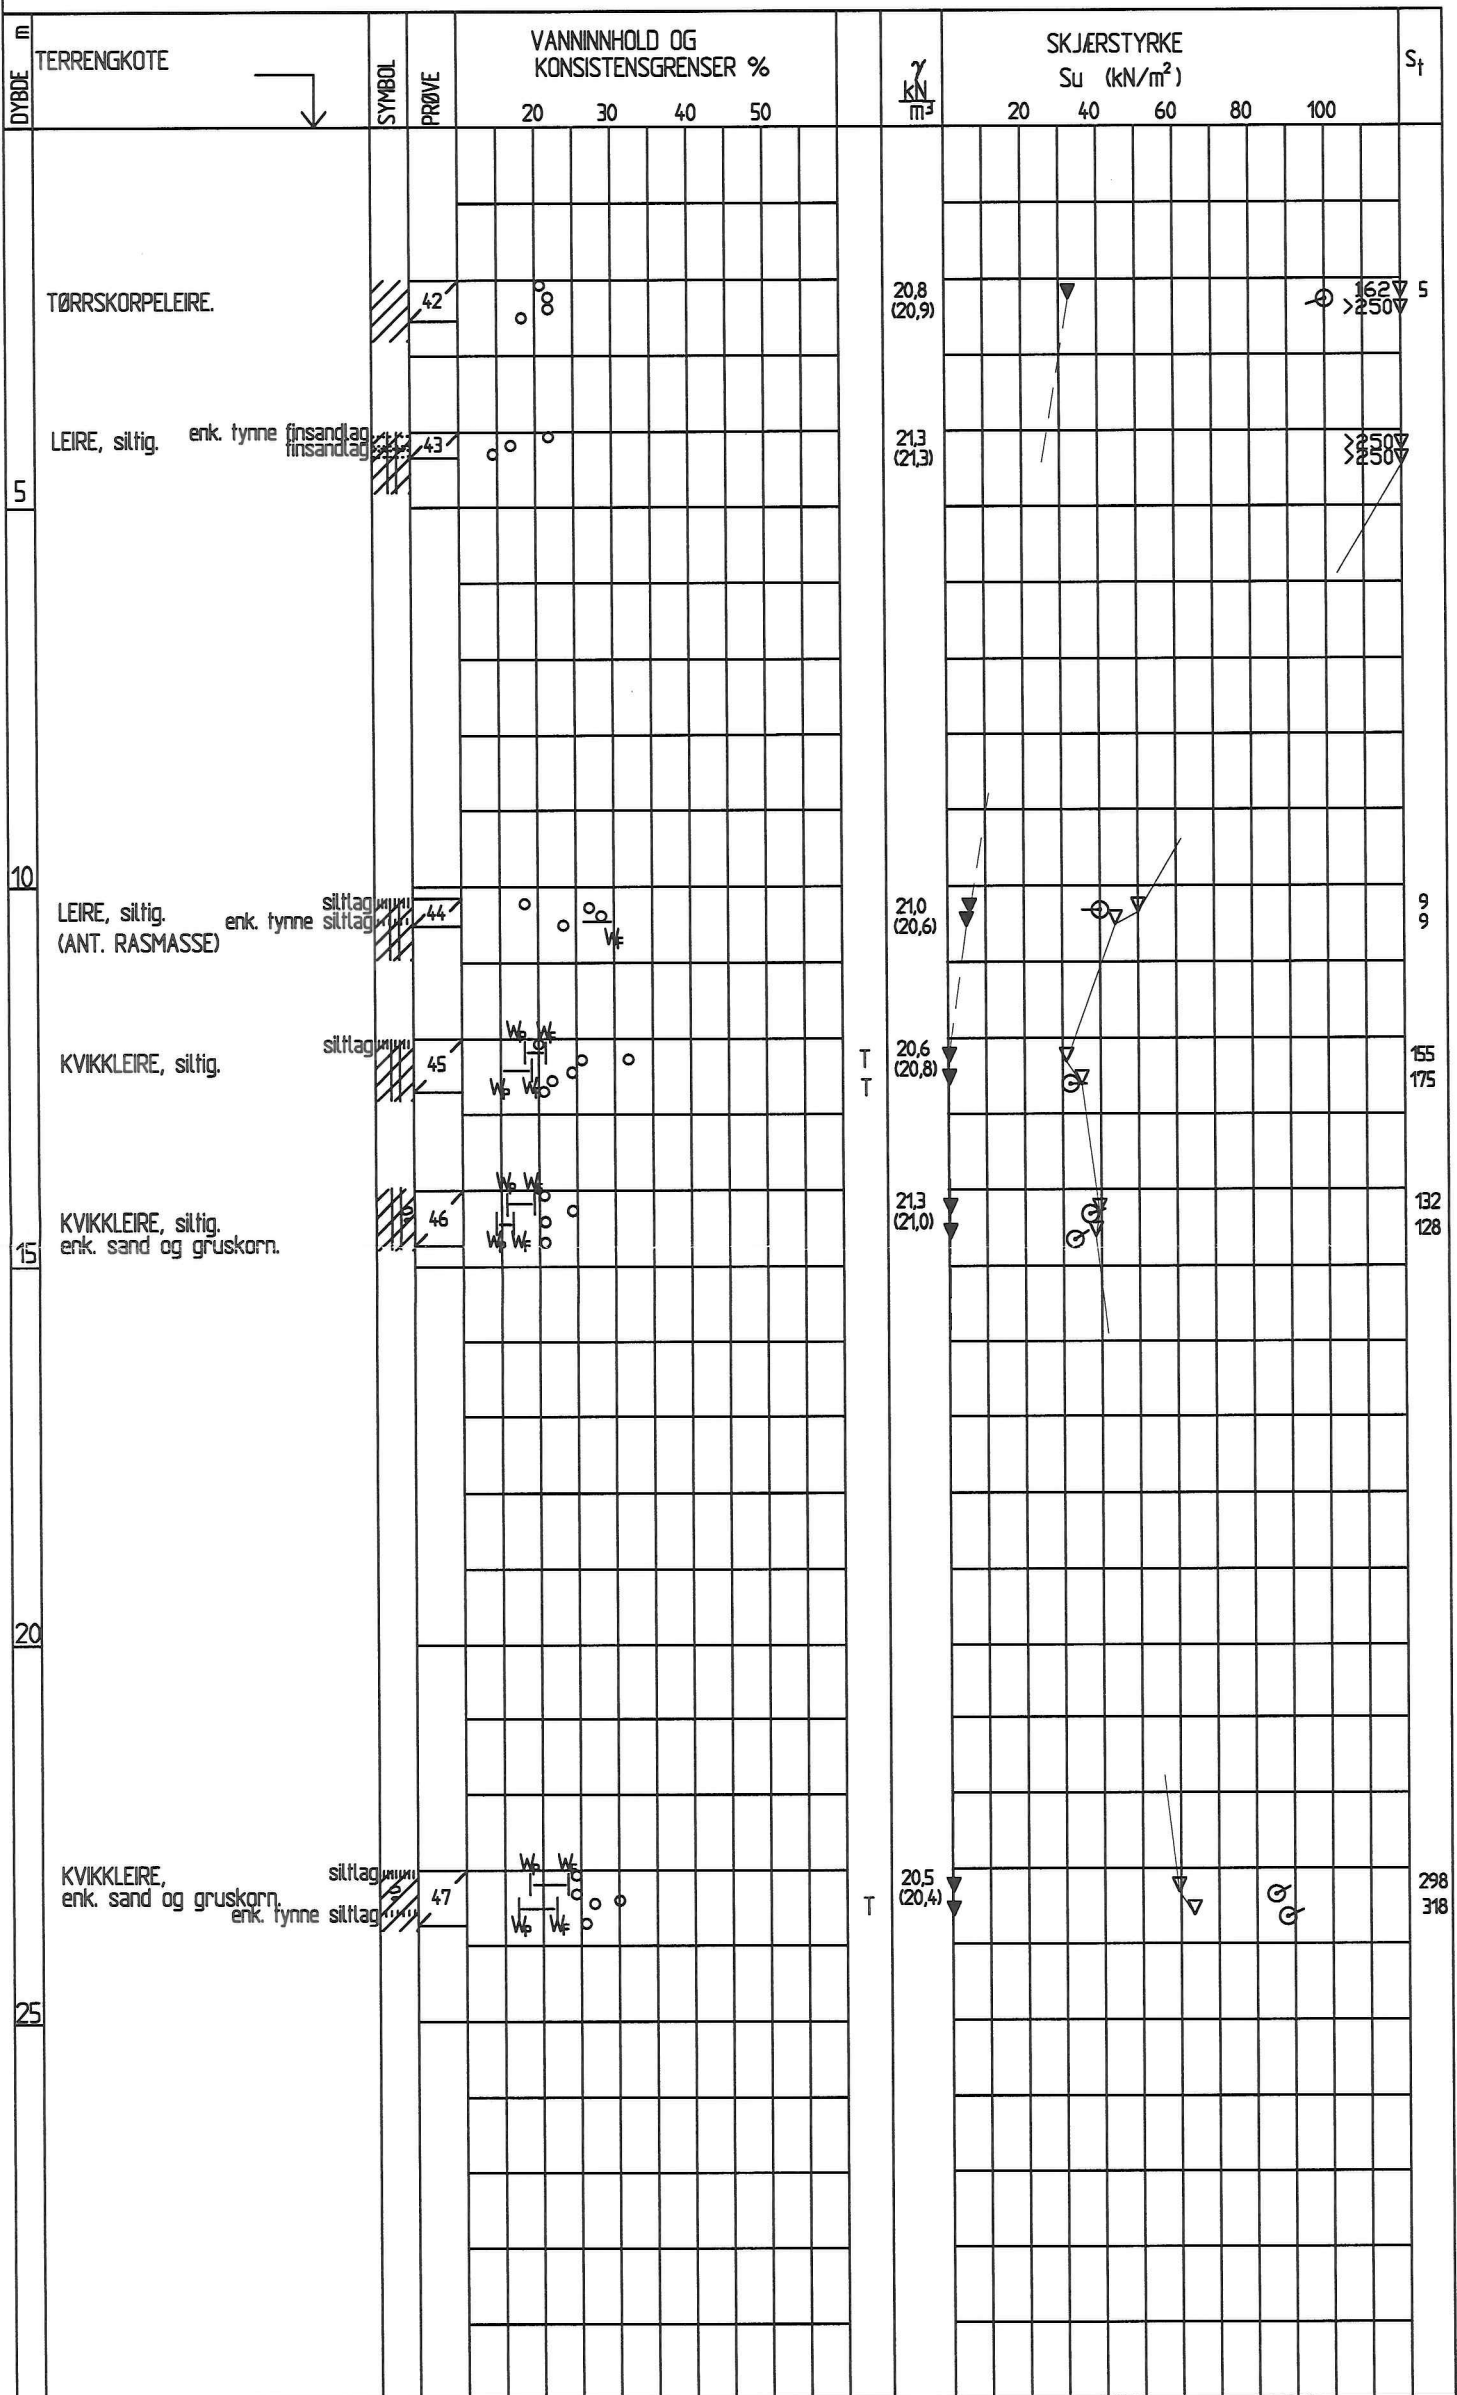 DYBDE m
TERRENGKOTE
SYMBOL
PRØVE
VANNINNHOLD OG
KONSISTENSGRENSER %
20 30 40 50
γ
kN
m³
SKJÆRSTYRKE
Su (kN/m²)
20 40 60 80 100
St
TØRRSKORPELEIRE.
42
20,8
(20,9)
162
>250
5
LEIRE, siltig.
enk. tynne finsandlag
finsandlag
43
21,3
(21,3)
>250
>250
5
10
LEIRE, siltig.
(ANT. RASMASSE)
siltlag
enk. tynne siltlag
44
WF
21,0
(20,6)
9
9
KVIKKLEIRE, siltig.
siltlag
45
Wp WF
Wp WF
T
T
20,6
(20,8)
155
175
KVIKKLEIRE, siltig.
enk. sand og gruskorn.
46
Wp WF
Wp WF
21,3
(21,0)
132
128
15
20
KVIKKLEIRE,
enk. sand og gruskorn.
siltlag
enk. tynne siltlag
47
Wp WF
Wp WF
T
20,5
(20,4)
298
318
25